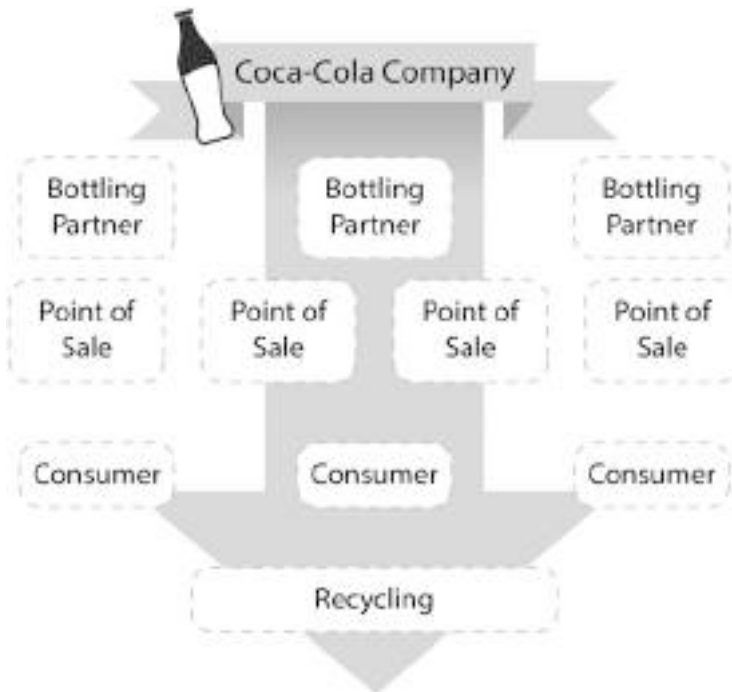 Coca-Cola Company
Bottling
Partner
Bottling
Partner
Bottling
Partner
Point of
Sale
Point of
Sale
Point of
Sale
Point of
Sale
Consumer
Consumer
Consumer
Recycling